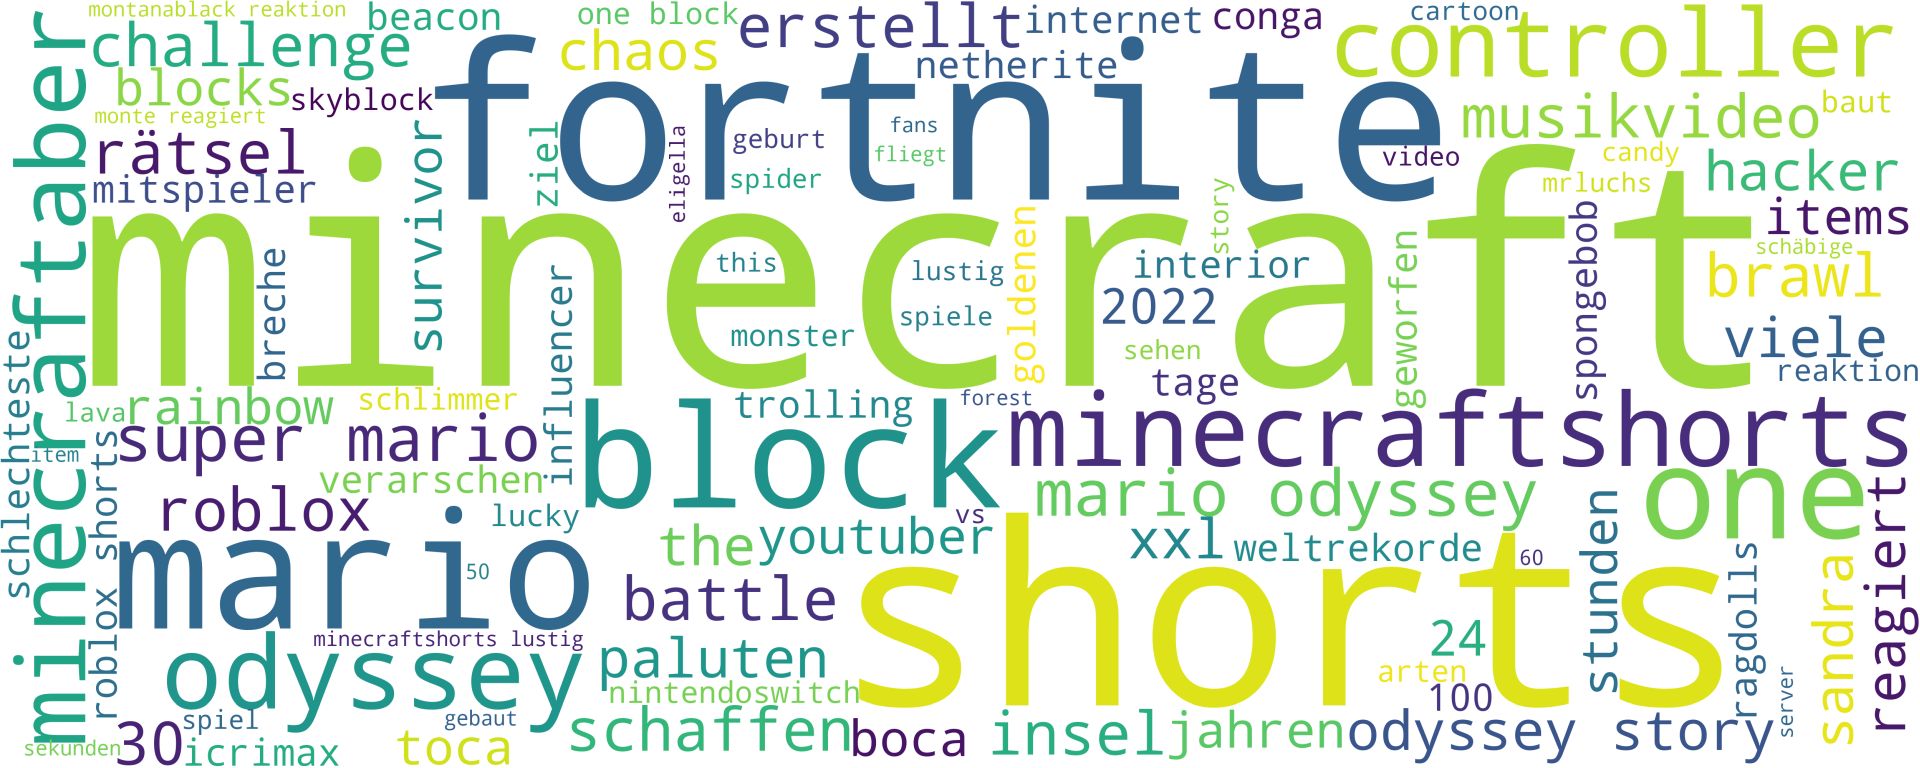 montanablack reaktion
beacon
one block
erstellt
internet
conga
cartoon
controller
challenge
chaos
netherite
fortnite
blocks
skyblock
monte reagiert
musikvideo
baut
rätsel
mitspieler
survivor
ziel
eligella
geburt
spider
fans
fliegt
video
candy
mrluchs
hacker
items
schäbige
brawl
viele
reaktion
minecraftaber
minecraft
breche
influencer
this
lustig
spiele
monster
goldenen
story
interior
2022
sehen
tage
geworfen
spongebob
schlechteste
lava
rainbow
schlimmer
trolling
forest
block
minecraftshorts
super mario
item
verarschen
roblox shorts
roblox
lucky
vs
mario odyssey
one
reagiert
mario
50
the
youtuber
xxl
weltrekorde
60
stunden
ragdolls
sandra
battle
shorts
minecraftshorts lustig
odyssey
paluten
24
arten
100
nintendoswitch
server
spiel
gebaut
schaffen
boca
insel
jahren
odyssey story
sekunden
30
icrimax
toca